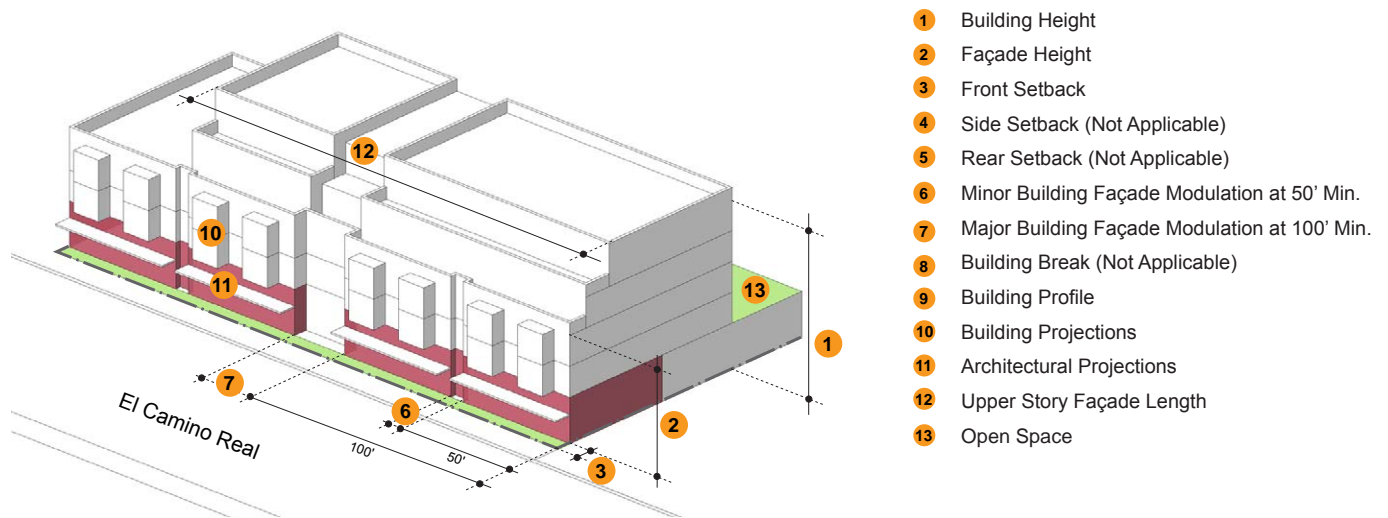 12
10
11
13
1
7
6
2
3
El Camino Real
100'
50'
1 Building Height
2 Façade Height
3 Front Setback
4 Side Setback (Not Applicable)
5 Rear Setback (Not Applicable)
6 Minor Building Façade Modulation at 50’ Min.
7 Major Building Façade Modulation at 100’ Min.
8 Building Break (Not Applicable)
9 Building Profile
10 Building Projections
11 Architectural Projections
12 Upper Story Façade Length
13 Open Space